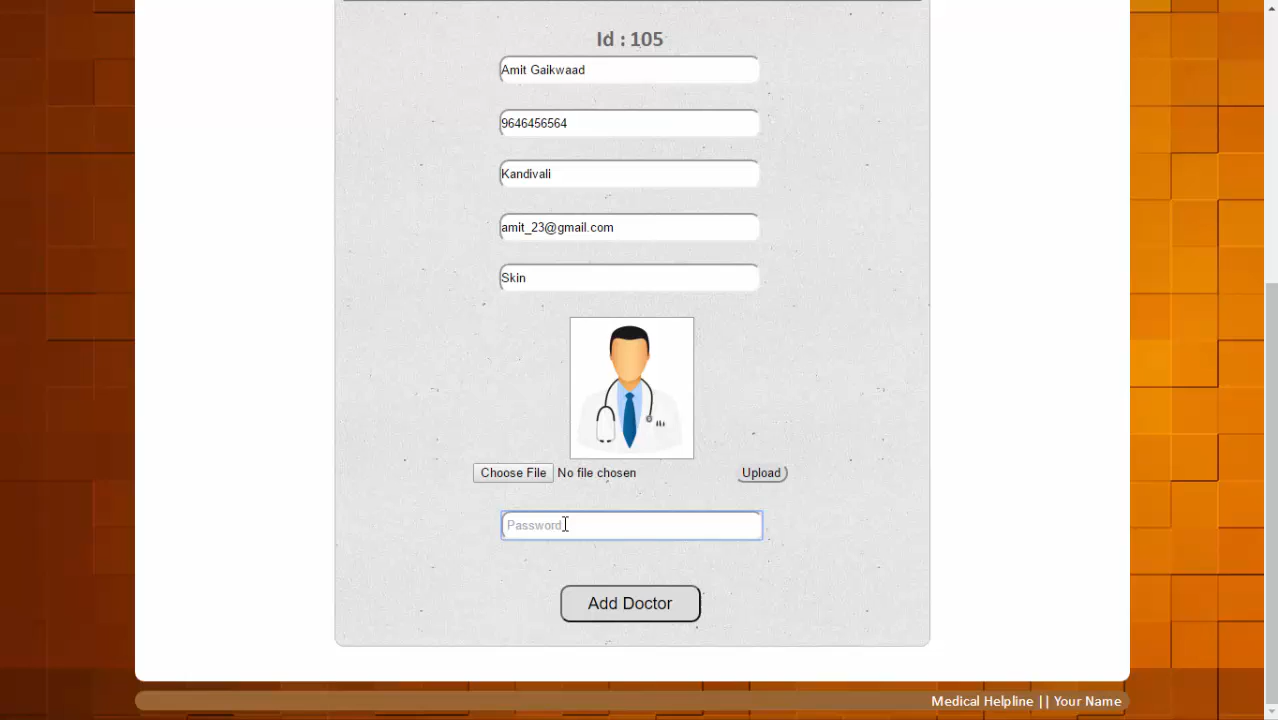 Id : 105
Amit Gaikwaad
9646456564
Kandivali
amit_23@gmail.com
Skin
Choose File No file chosen Upload
Password
Add Doctor
Medical Helpline || Your Name